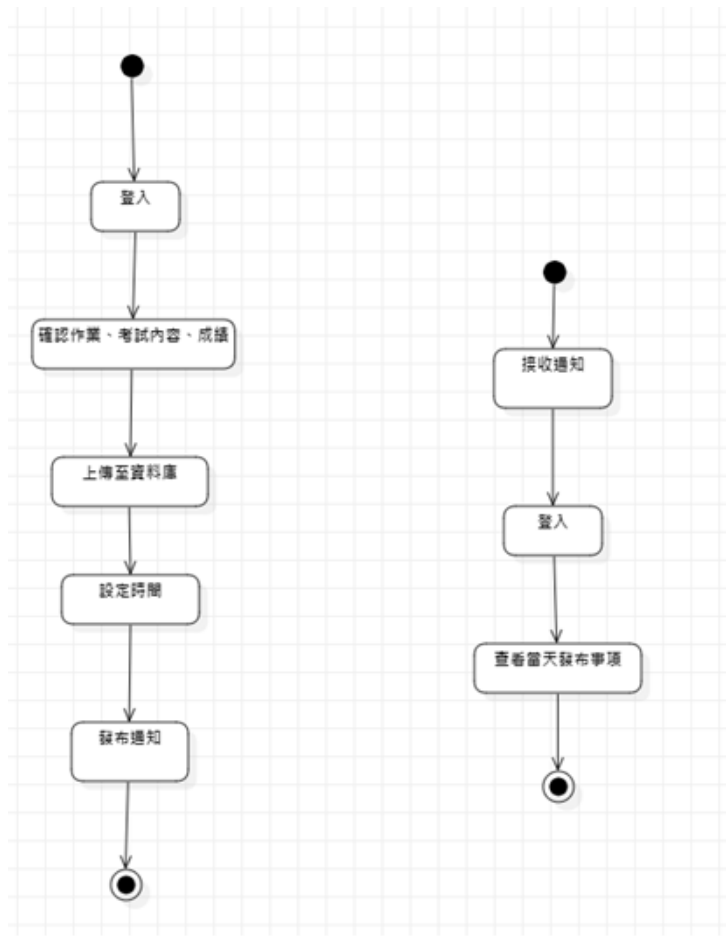 登入
確認作業、考試內容、成績
上傳至資料庫
設定時間
發布通知
接收通知
登入
查看當天發布事項